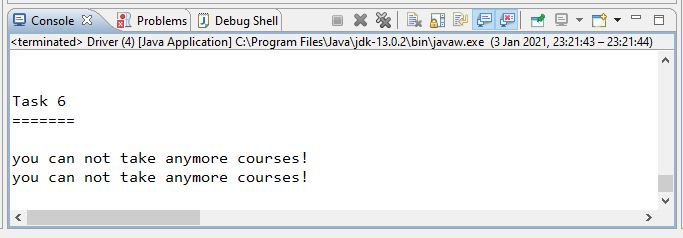 Console Problems Debug Shell
<terminated> Driver (4) [Java Application] C:\Program Files\Java\jdk-13.0.2\bin\javaw.exe (3 Jan 2021, 23:21:43 – 23:21:44)
Task 6
=======
you can not take anymore courses!
you can not take anymore courses!